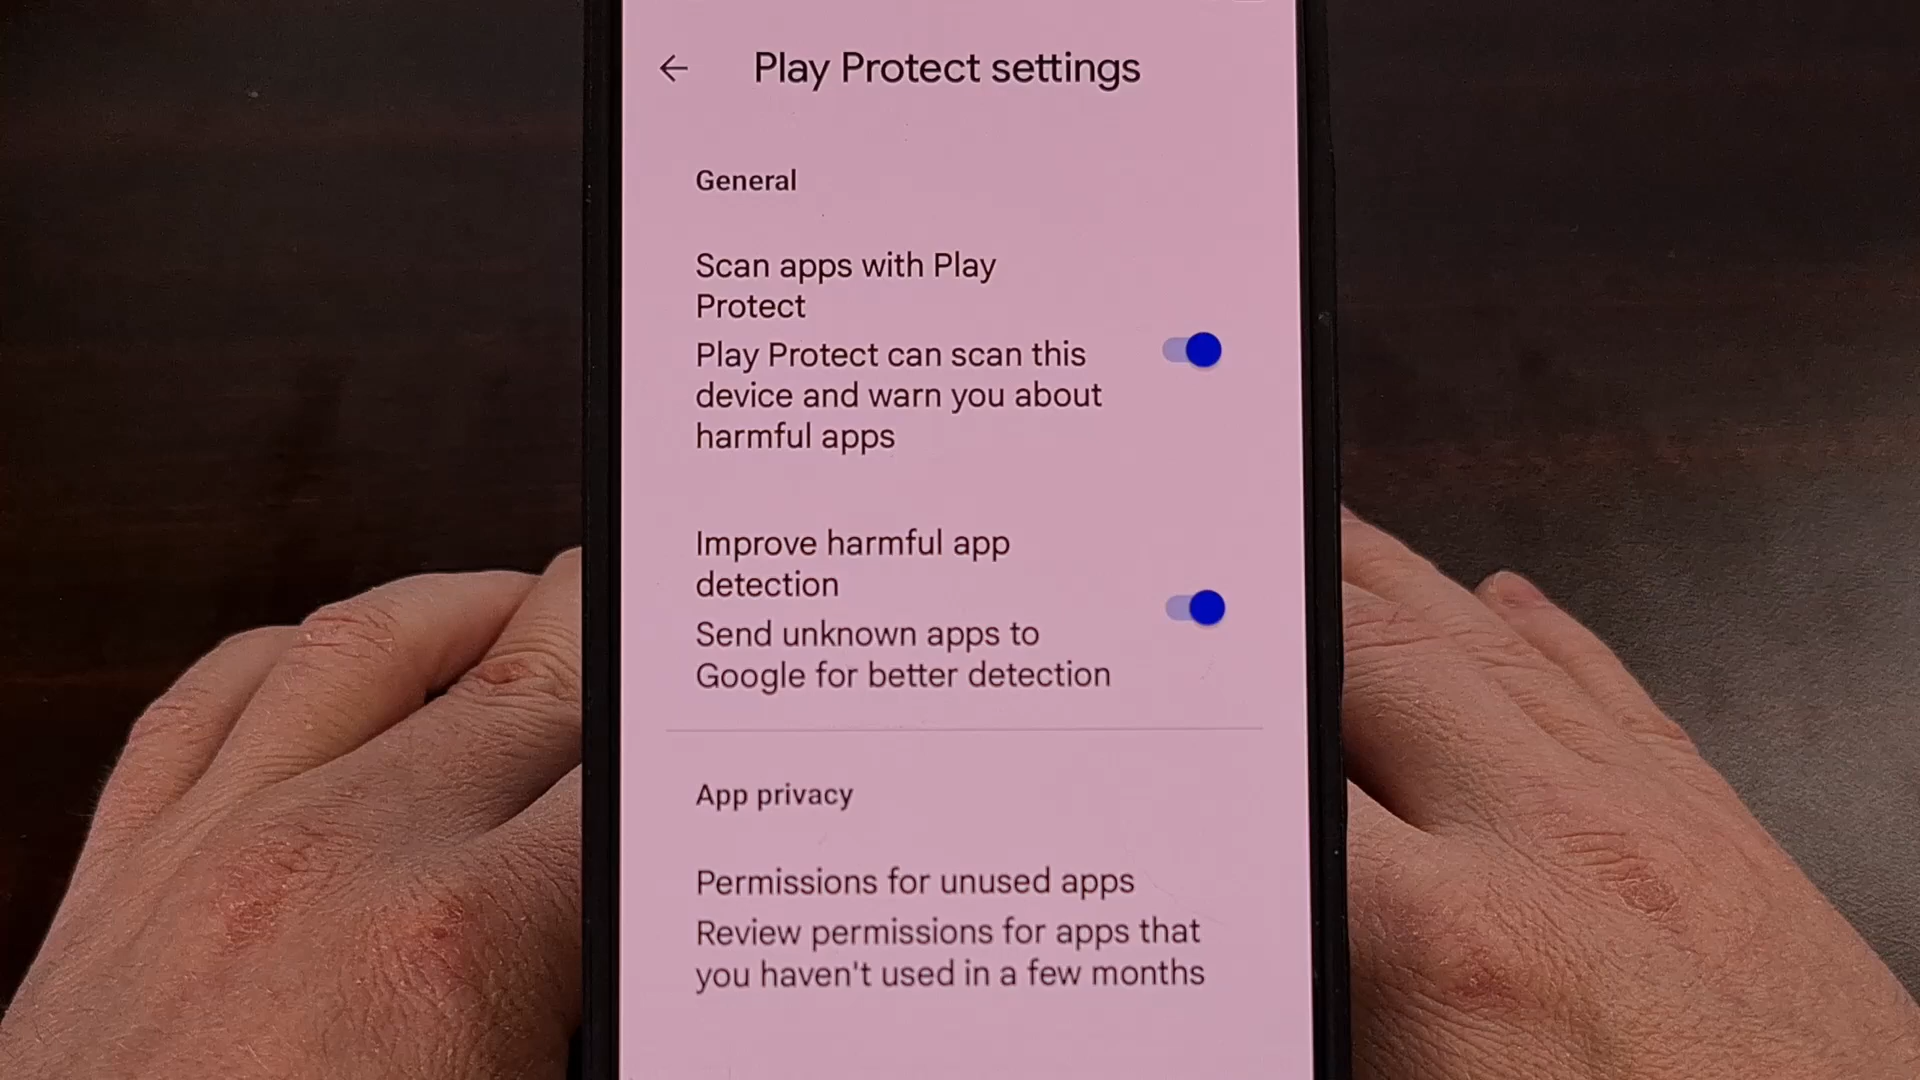 Play Protect settings
General
Scan apps with Play
Protect
Play Protect can scan this
device and warn you about
harmful apps
Improve harmful app
detection
Send unknown apps to
Google for better detection
App privacy
Permissions for unused apps
Review permissions for apps that
you haven't used in a few months